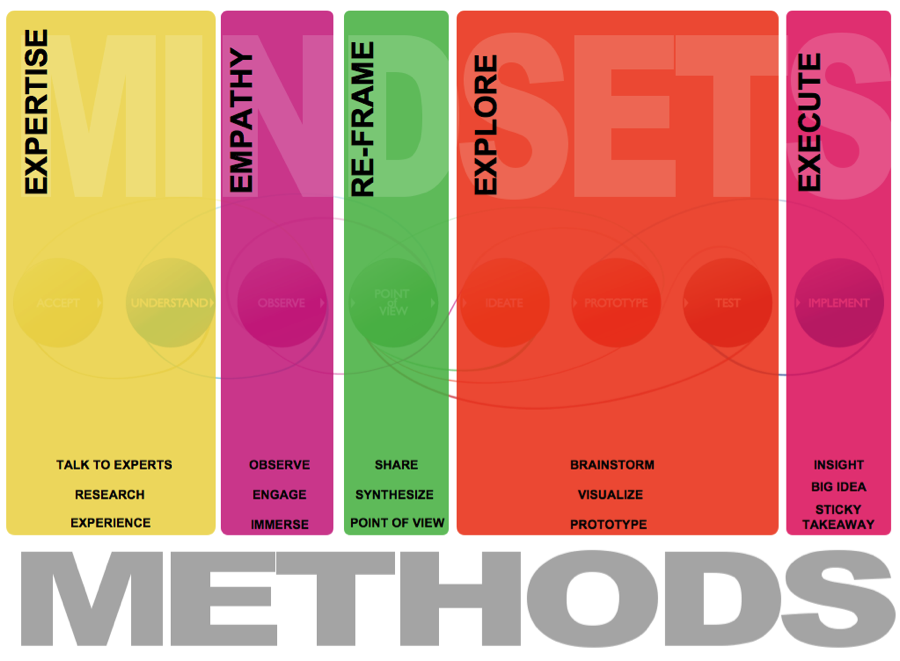 MINDSETS
EXPERTISE
EMPATHY
RE-FRAME
EXPLORE
EXECUTE
ACCEPT
UNDERSTAND
OBSERVE
POINT
of
VIEW
IDEATE
PROTOTYPE
TEST
IMPLEMENT
TALK TO EXPERTS
RESEARCH
EXPERIENCE
OBSERVE
ENGAGE
IMMERSE
SHARE
SYNTHESIZE
POINT OF VIEW
BRAINSTORM
VISUALIZE
PROTOTYPE
INSIGHT
BIG IDEA
STICKY
TAKEAWAY
METHODS